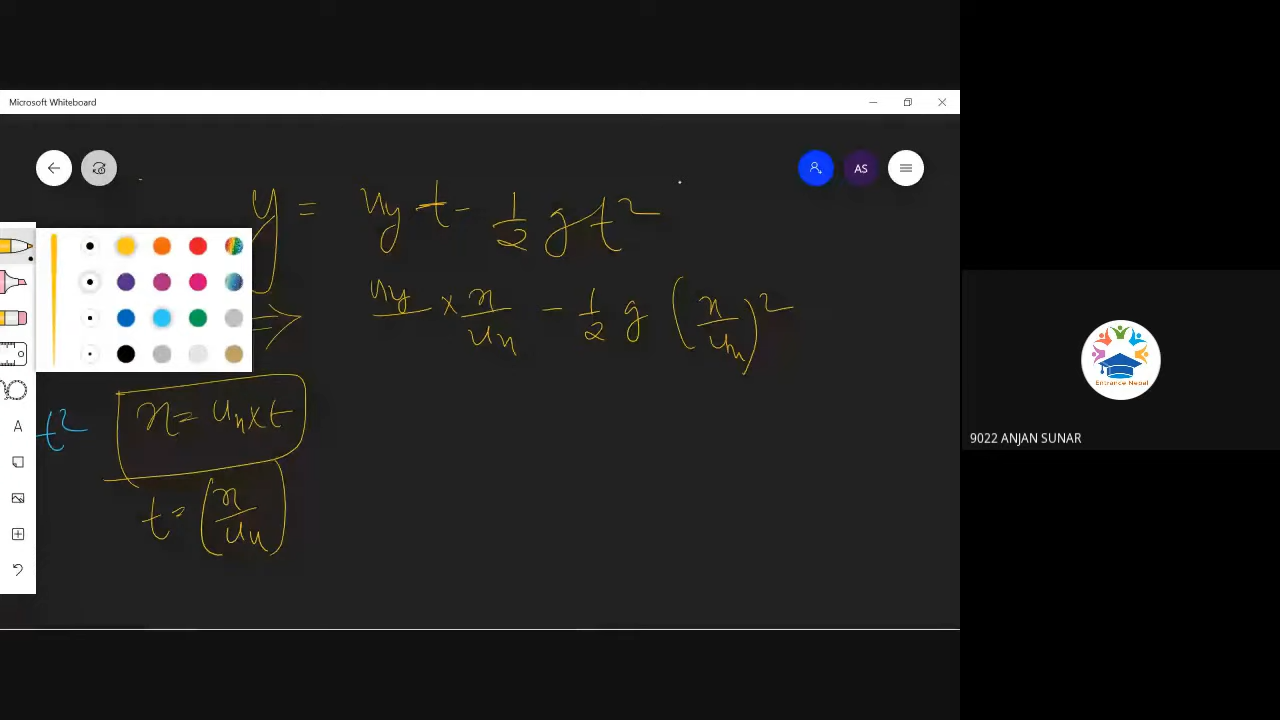 Microsoft Whiteboard
AS
y = uy t - 1/2 g t²
⇒ uy × x/ux - 1/2 g (x/ux)²
x = ux × t
t²
t = (x/ux)
A
Entrance Nepal
9022 ANJAN SUNAR